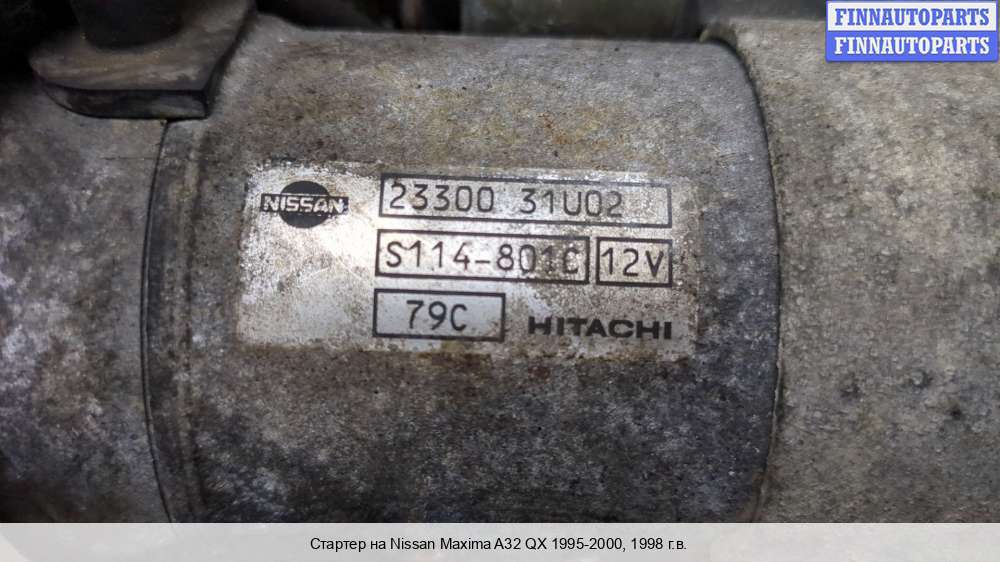 FINNAUTOPARTS
FINNAUTOPARTS
NISSAN
23300 31U02
S114-801C 12V
79C HITACHI
Стартер на Nissan Maxima A32 QX 1995-2000, 1998 г.в.